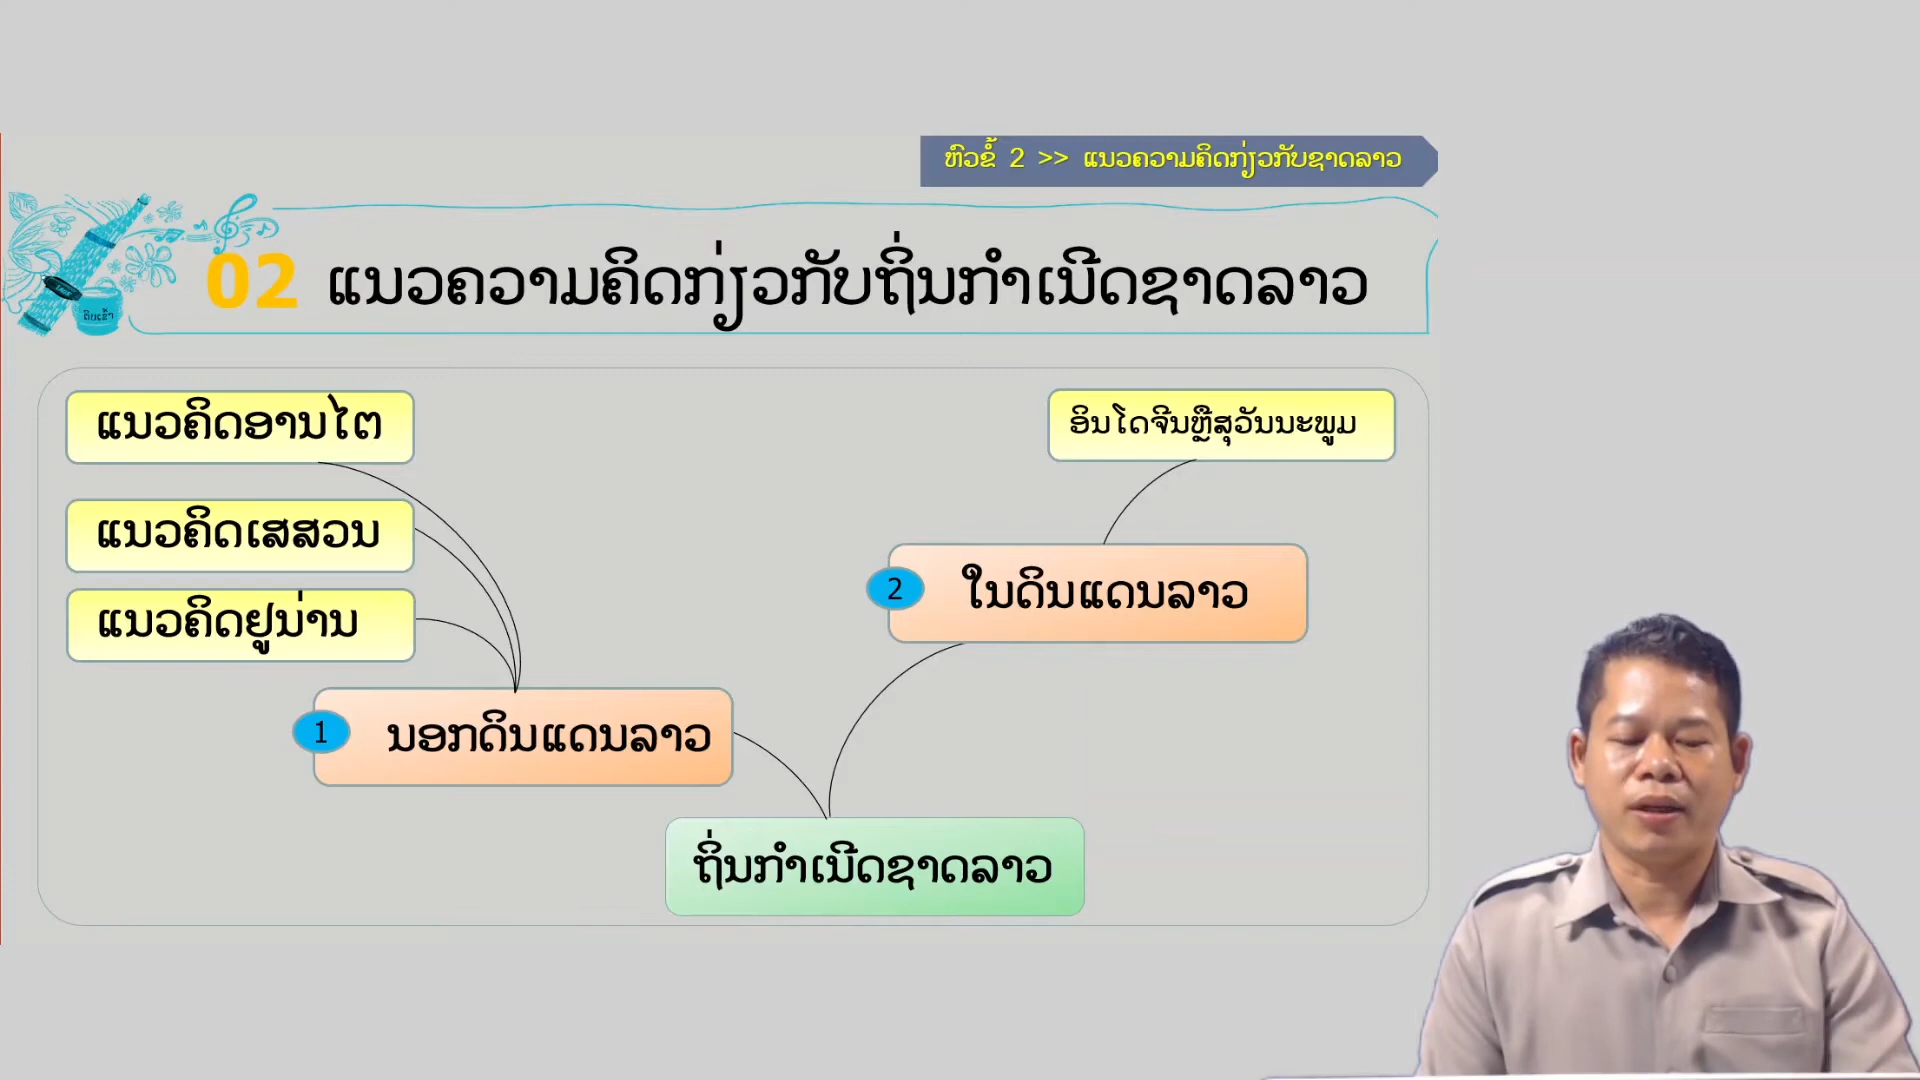 ຫົວຂໍ້ 2 >> ແນວຄວາມຄິດກ່ຽວກັບຊາດລາວ
02 ແນວຄວາມຄິດກ່ຽວກັບຖິ່ນກຳເນີດຊາດລາວ
ແນວຄິດອານໄຕ
ອິນໂດຈີນຫຼືສຸວັນນະພູມ
ແນວຄິດເສສວນ
ແນວຄິດຢູນ່ານ
2 ໃນດິນແດນລາວ
1 ນອກດິນແດນລາວ
ຖິ່ນກຳເນີດຊາດລາວ